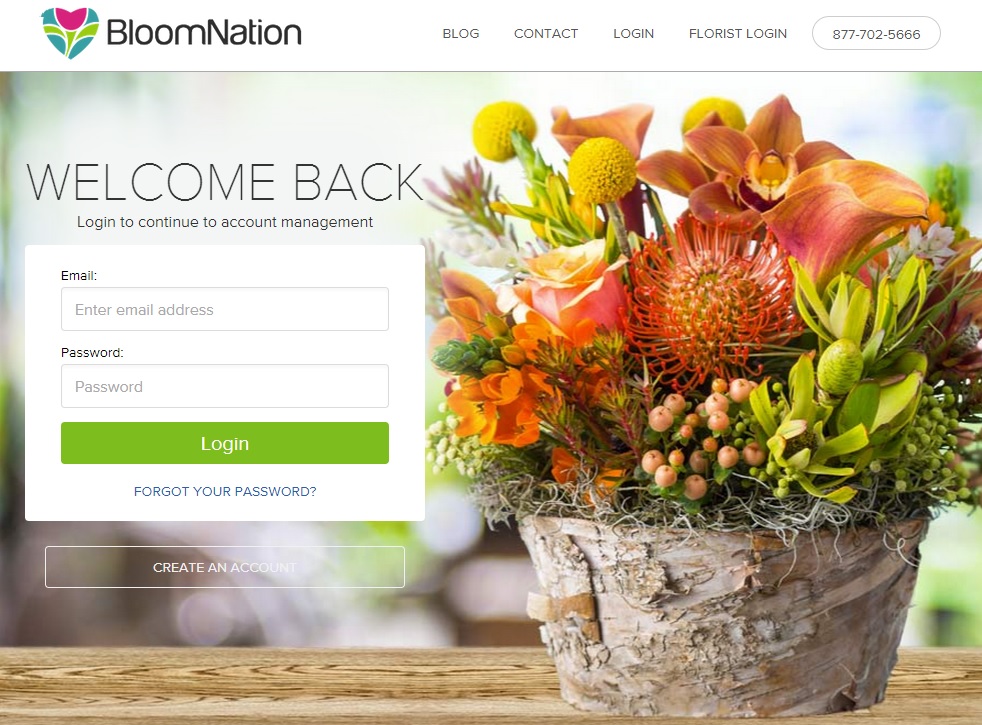 BloomNation
BLOG CONTACT LOGIN FLORIST LOGIN 877-702-5666
WELCOME BACK
Login to continue to account management
Email:
Enter email address
Password:
Password
Login
FORGOT YOUR PASSWORD?
CREATE AN ACCOUNT